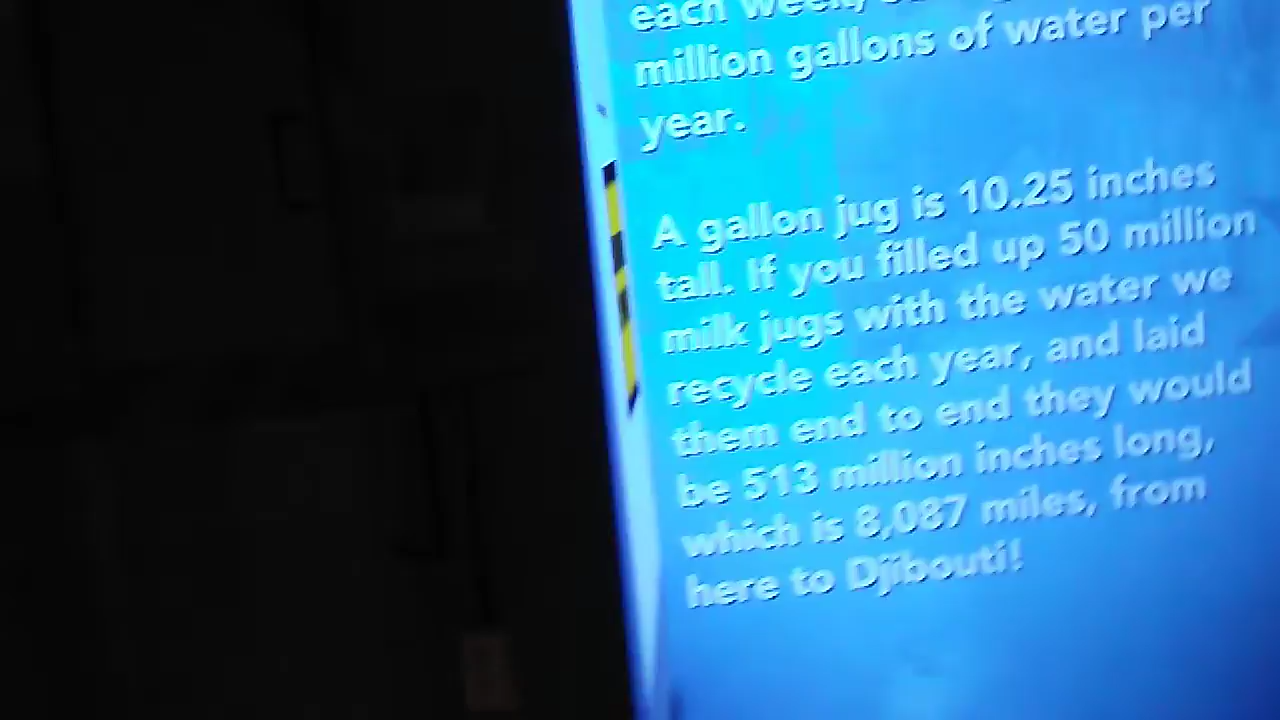 each week,
million gallons of water per
year.
A gallon jug is 10.25 inches
tall. If you filled up 50 million
milk jugs with the water we
recycle each year, and laid
them end to end they would
be 513 million inches long,
which is 8,087 miles, from
here to Djibouti!